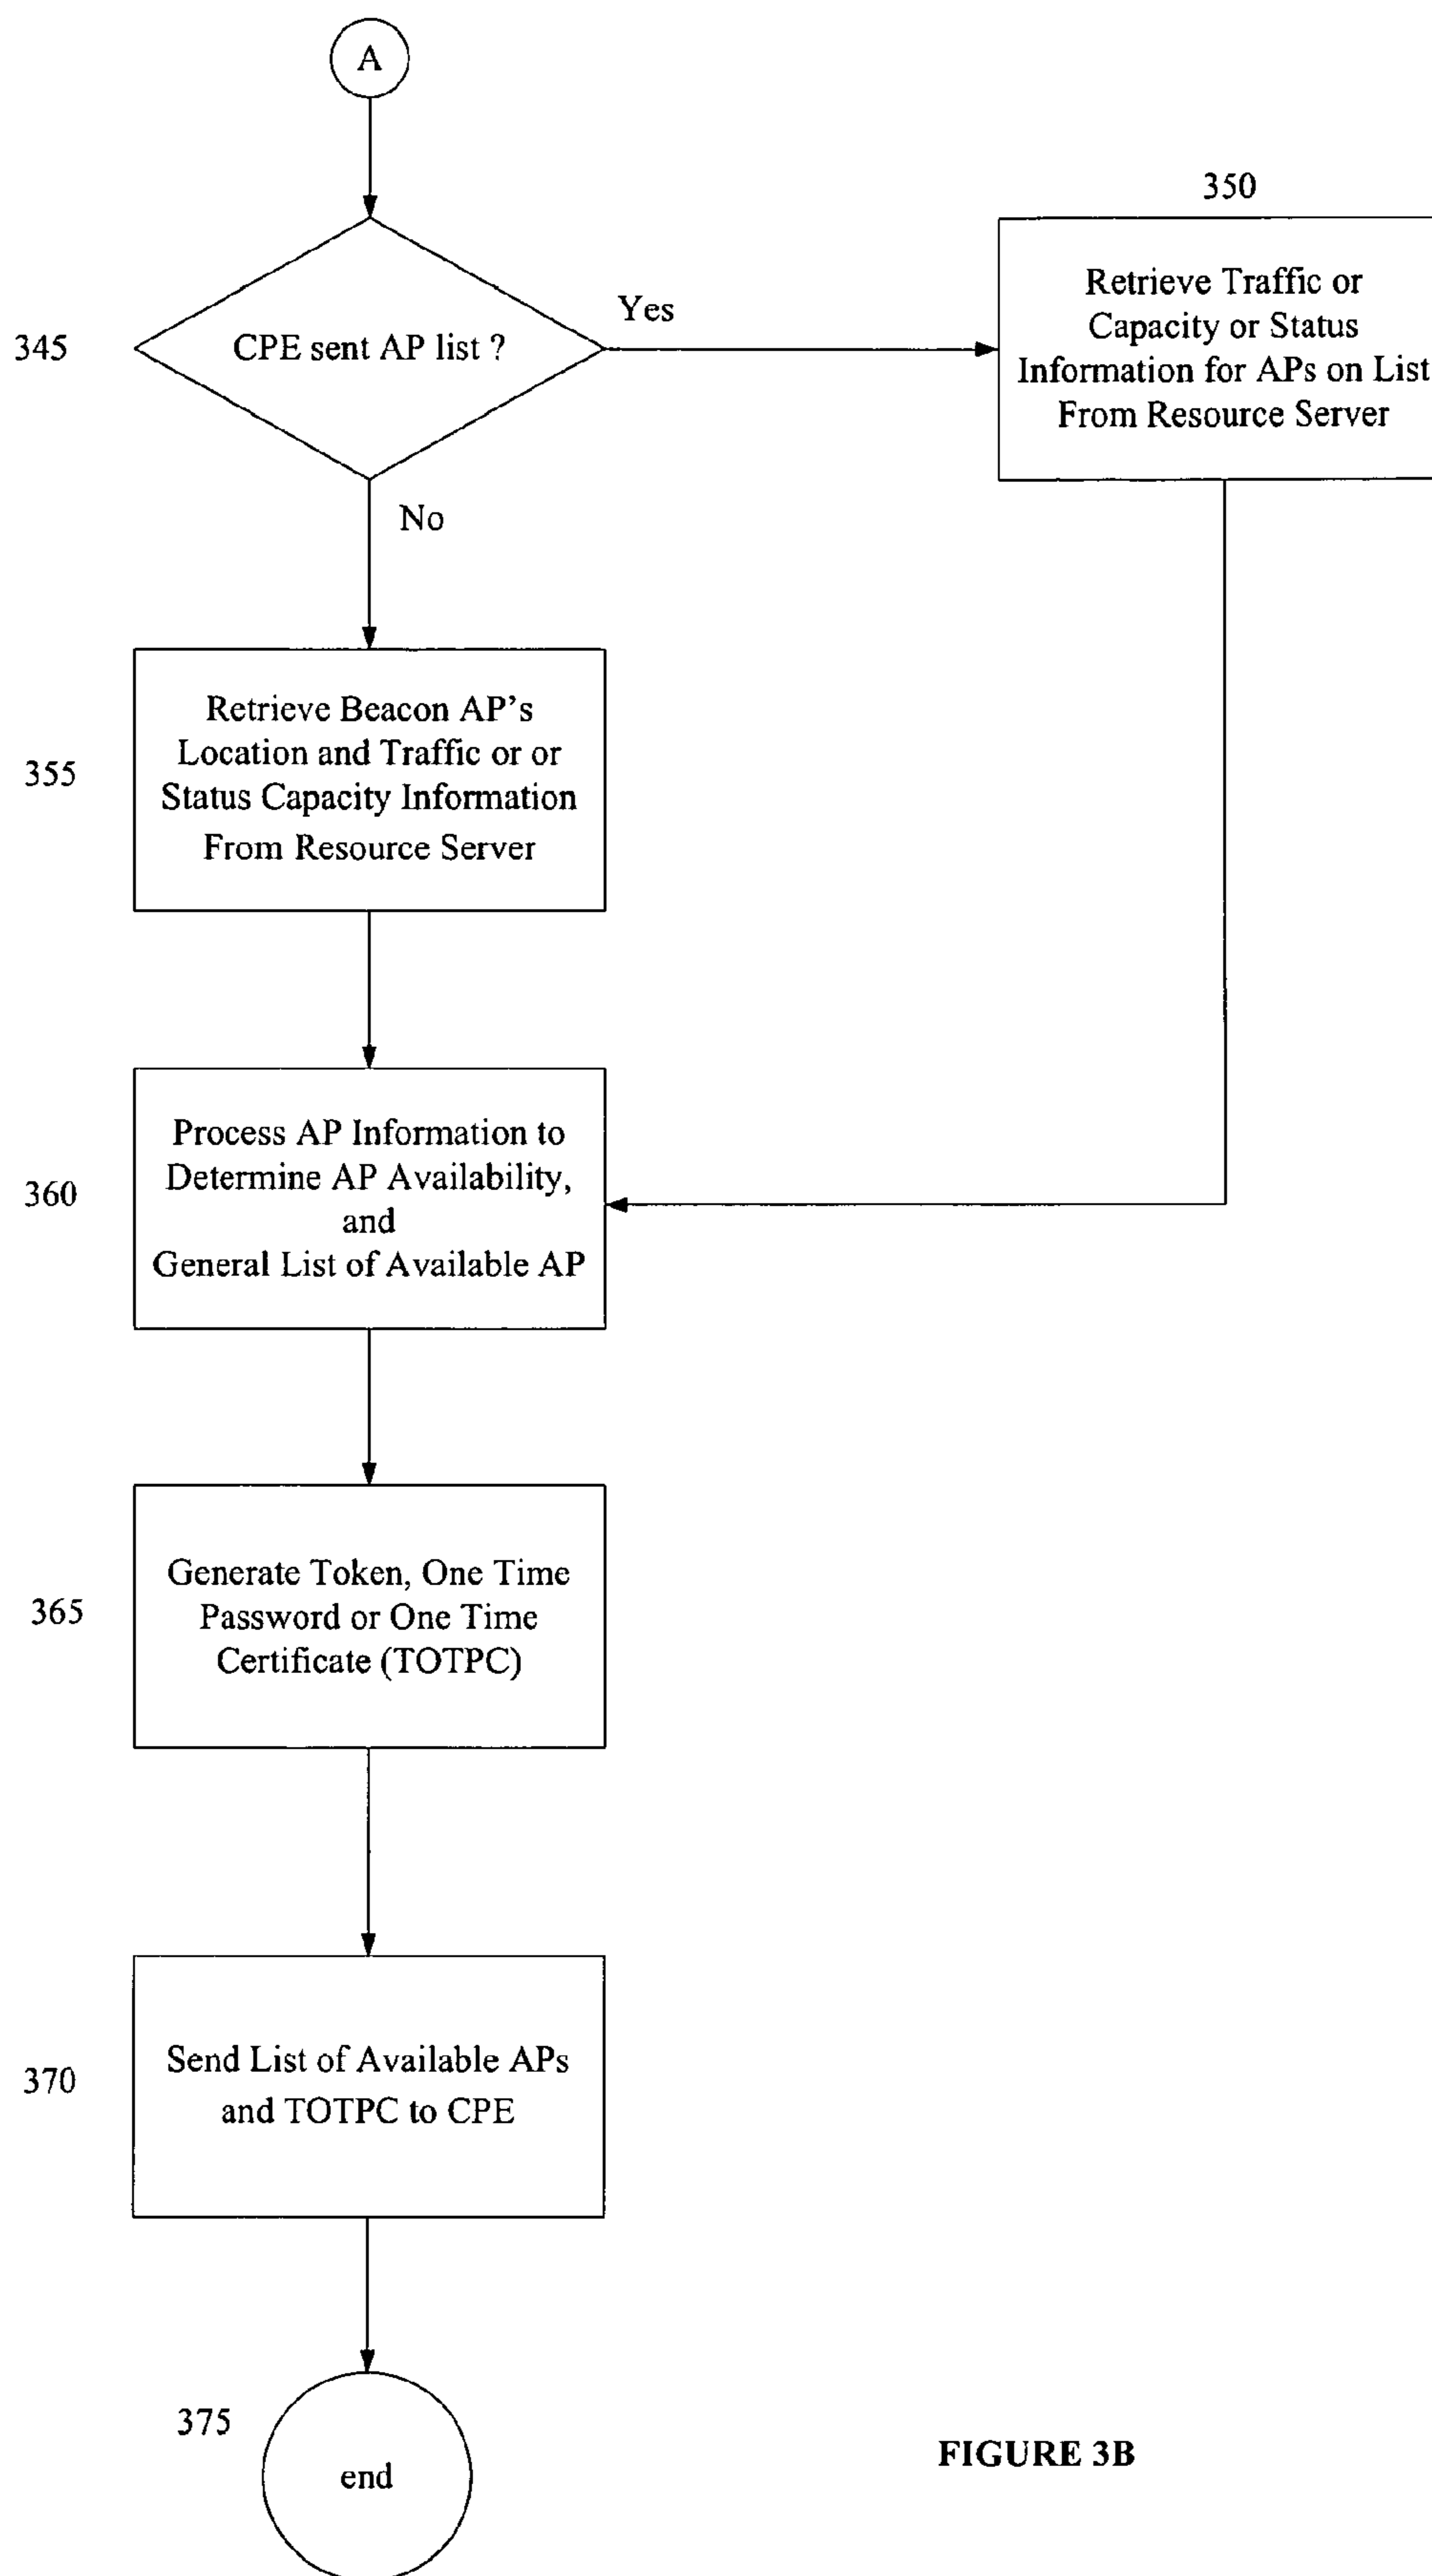 A
350
345
CPE sent AP list ?
Yes
Retrieve Traffic or
Capacity or Status
Information for APs on List
From Resource Server
No
355
Retrieve Beacon AP's
Location and Traffic or or
Status Capacity Information
From Resource Server
360
Process AP Information to
Determine AP Availability,
and
General List of Available AP
365
Generate Token, One Time
Password or One Time
Certificate (TOTPC)
370
Send List of Available APs
and TOTPC to CPE
375
end
FIGURE 3B